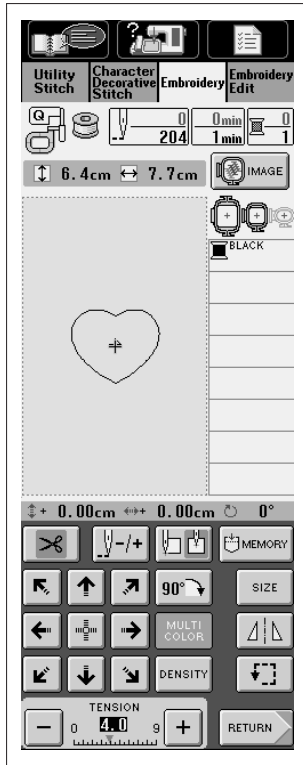 ?
Utility
Stitch
Character
Decorative
Stitch
Embroidery
Embroidery
Edit
Q
0
204
0min
1min
0
1
6.4cm
7.7cm
IMAGE
BLACK
+ 0.00cm
+ 0.00cm
0°
-/+
MEMORY
90°
SIZE
MULTI
COLOR
DENSITY
TENSION
- 0 4.0 9 +
RETURN